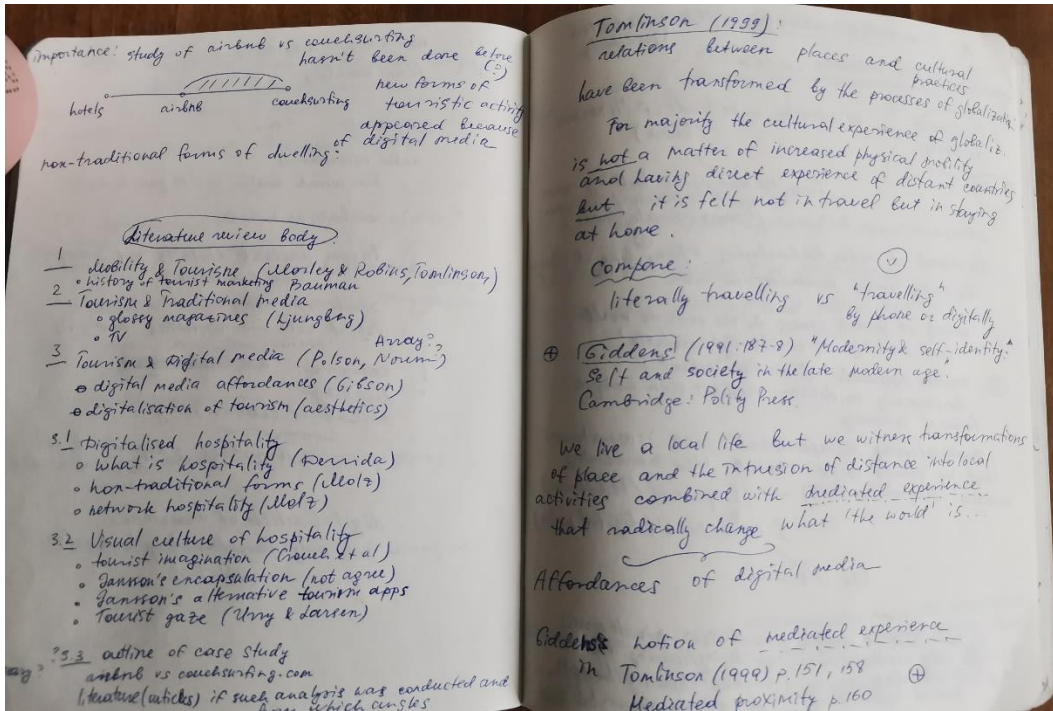 importance: study of airbnb vs couchsurting
hasn't been done before
(?)
hotels
airbnb
couchsurfing
new forms of
touristic activity
appeared because
of digital media
non-traditional forms of dwelling?
Literature review body.
1 Mobility & Tourisme (Morley & Robins, Tomlinson,)
° history of tourist marketing Bauman
2 Tourism & Traditional media
° glossy magazines (Ljungberg)
° TV
Array?
3 Tourism & Digital media (Polson, )
digital media affordances (Gibson)
digitalisation of tourism (aesthetics)
3.1 Digitalised hospitality
° what is hospitality (Derrida)
° non-traditional forms (Molz)
° network hospitality (Molz)
3.2 Visual culture of hospitality
• tourist imagination (Crouch et al)
• Jansson's encapsulation (not agree)
• Jansson's alternative tourism apps
• Tourist gaze (Urry & Larsen)
?3.3 outline of case study
airbnb vs couchsurfing.com
literature (articles) if such analysis was conducted and
which angles
Tomlinson (1999):
relations between places and cultural
practices
have been transformed by the processes of globalization
For majority the cultural experience of globaliz.
is not a matter of increased physical mobility
and having direct experience of distant countries
but it is felt not in travel but in staying
at home.
Compare:
literally travelling vs "travelling"
by phone or digitally
⊕ Giddens (1991:187-8) "Modernity & self-identity.
Self and society in the late modern age".
Cambridge: Polity Press.
We live a local life but we witness transformations
of place and the intrusion of distance into local
activities combined with mediated experience
that radically change what 'the world' is...
Affordances of digital media
Giddens's notion of mediated experience
in Tomlinson (1999) p.151, 158 ⊕
Mediated proximity p.160